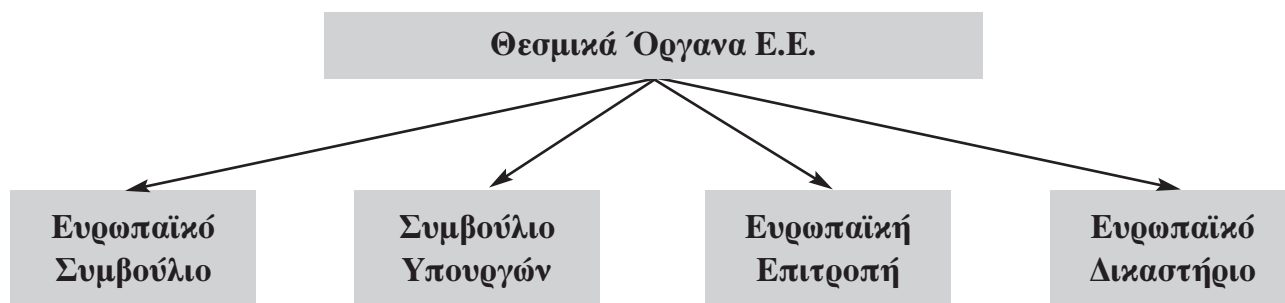 Θεσμικά Όργανα Ε.Ε.
Ευρωπαϊκό
Συμβούλιο
Συμβούλιο
Υπουργών
Ευρωπαϊκή
Επιτροπή
Ευρωπαϊκό
Δικαστήριο